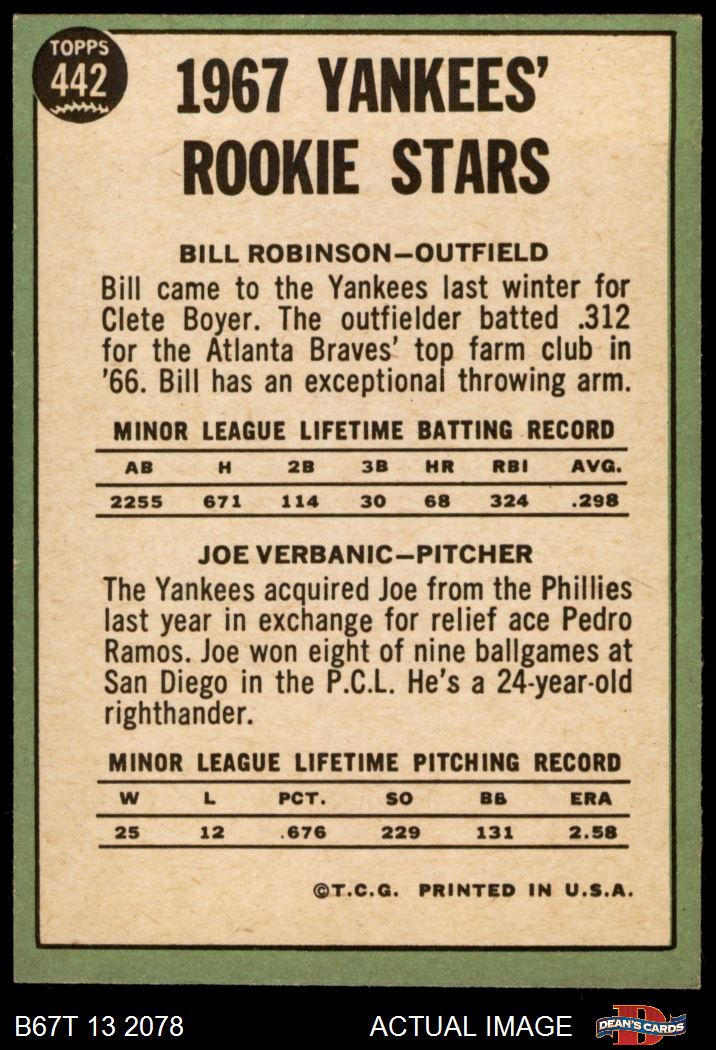 TOPPS
442
1967 YANKEES'
ROOKIE STARS
BILL ROBINSON—OUTFIELD
Bill came to the Yankees last winter for
Clete Boyer. The outfielder batted .312
for the Atlanta Braves' top farm club in
'66. Bill has an exceptional throwing arm.
MINOR LEAGUE LIFETIME BATTING RECORD
AB H 2B 3B HR RBI AVG.
2255 671 114 30 68 324 .298
JOE VERBANIC—PITCHER
The Yankees acquired Joe from the Phillies
last year in exchange for relief ace Pedro
Ramos. Joe won eight of nine ballgames at
San Diego in the P.C.L. He's a 24-year-old
righthander.
MINOR LEAGUE LIFETIME PITCHING RECORD
W L PCT. SO BB ERA
25 12 .676 229 131 2.58
©T.C.G. PRINTED IN U.S.A.
B67T 13 2078 ACTUAL IMAGE
D
DEAN'S CARDS